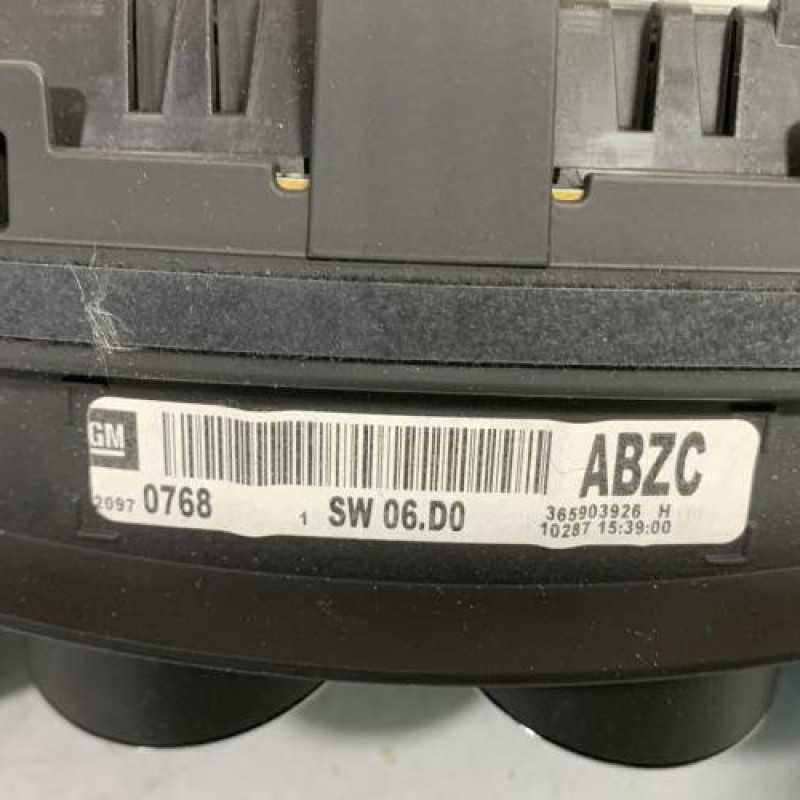 GM
ABZC
2097 0768
1 SW 06.D0
365903926 H
10287 15:39:00